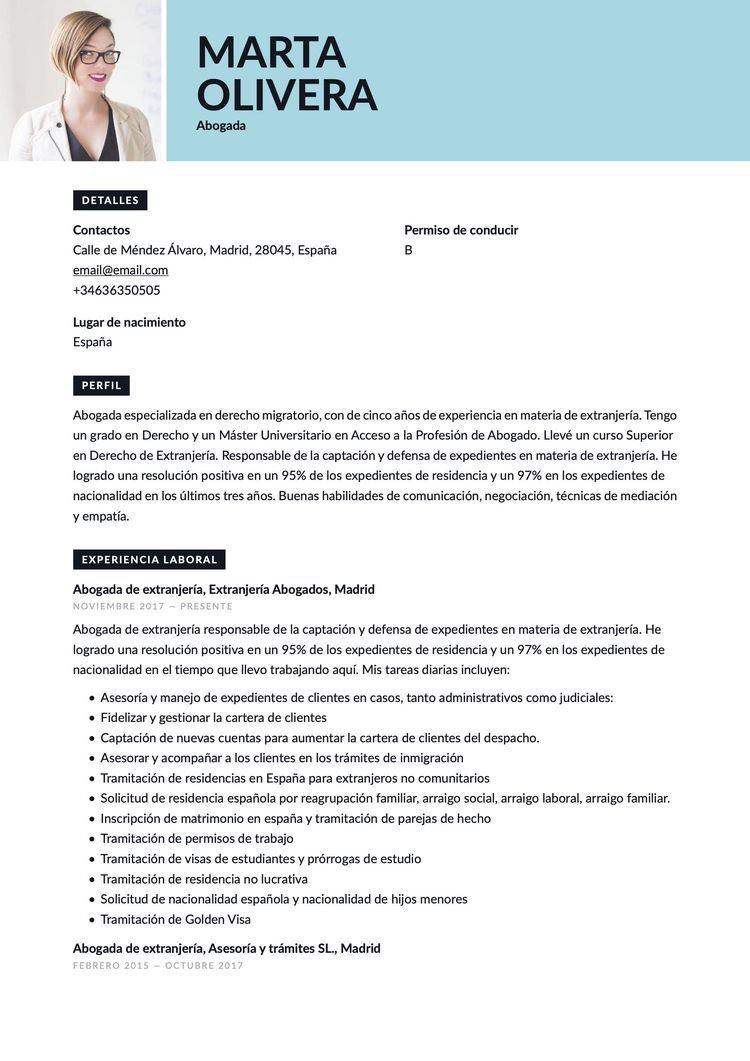 MARTA
OLIVERA
Abogada
DETALLES
Contactos
Calle de Méndez Álvaro, Madrid, 28045, España
email@email.com
+34636350505
Permiso de conducir
B
Lugar de nacimiento
España
PERFIL
Abogada especializada en derecho migratorio, con de cinco años de experiencia en materia de extranjería. Tengo
un grado en Derecho y un Máster Universitario en Acceso a la Profesión de Abogado. Llevé un curso Superior
en Derecho de Extranjería. Responsable de la captación y defensa de expedientes en materia de extranjería. He
logrado una resolución positiva en un 95% de los expedientes de residencia y un 97% en los expedientes de
nacionalidad en los últimos tres años. Buenas habilidades de comunicación, negociación, técnicas de mediación
y empatía.
EXPERIENCIA LABORAL
Abogada de extranjería, Extranjería Abogados, Madrid
NOVIEMBRE 2017 — PRESENTE
Abogada de extranjería responsable de la captación y defensa de expedientes en materia de extranjería. He
logrado una resolución positiva en un 95% de los expedientes de residencia y un 97% en los expedientes de
nacionalidad en el tiempo que llevo trabajando aquí. Mis tareas diarias incluyen:
• Asesoría y manejo de expedientes de clientes en casos, tanto administrativos como judiciales:
• Fidelizar y gestionar la cartera de clientes
• Captación de nuevas cuentas para aumentar la cartera de clientes del despacho.
• Asesorar y acompañar a los clientes en los trámites de inmigración
• Tramitación de residencias en España para extranjeros no comunitarios
• Solicitud de residencia española por reagrupación familiar, arraigo social, arraigo laboral, arraigo familiar.
• Inscripción de matrimonio en españa y tramitación de parejas de hecho
• Tramitación de permisos de trabajo
• Tramitación de visas de estudiantes y prórrogas de estudio
• Tramitación de residencia no lucrativa
• Solicitud de nacionalidad española y nacionalidad de hijos menores
• Tramitación de Golden Visa
Abogada de extranjería, Asesoría y trámites SL., Madrid
FEBRERO 2015 — OCTUBRE 2017